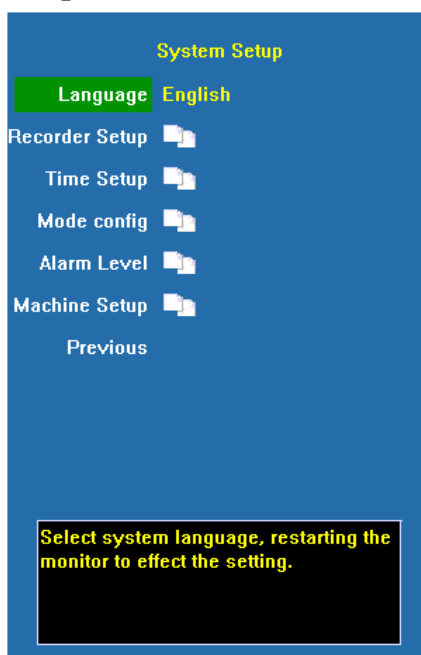 System Setup
Language English
Recorder Setup
Time Setup
Mode config
Alarm Level
Machine Setup
Previous
Select system language, restarting the
monitor to effect the setting.